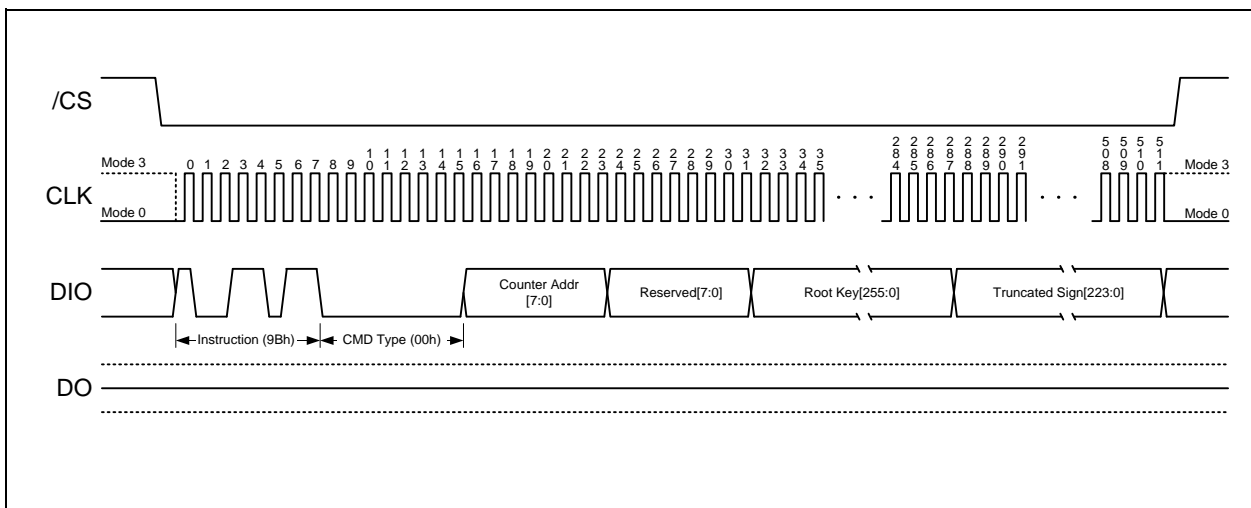 /CS
Mode 3
0 1 2 3 4 5 6 7 8 9 10 11 12 13 14 15 16 17 18 19 20 21 22 23 24 25 26 27 28 29 30 31 32 33 34 35 284 285 286 287 288 289 290 291 508 509 510 511
Mode 3
CLK
. . .
. . .
Mode 0
Mode 0
DIO
Counter Addr
[7:0]
Reserved[7:0]
Root Key[255:0]
Truncated Sign[223:0]
Instruction (9Bh)
CMD Type (00h)
DO